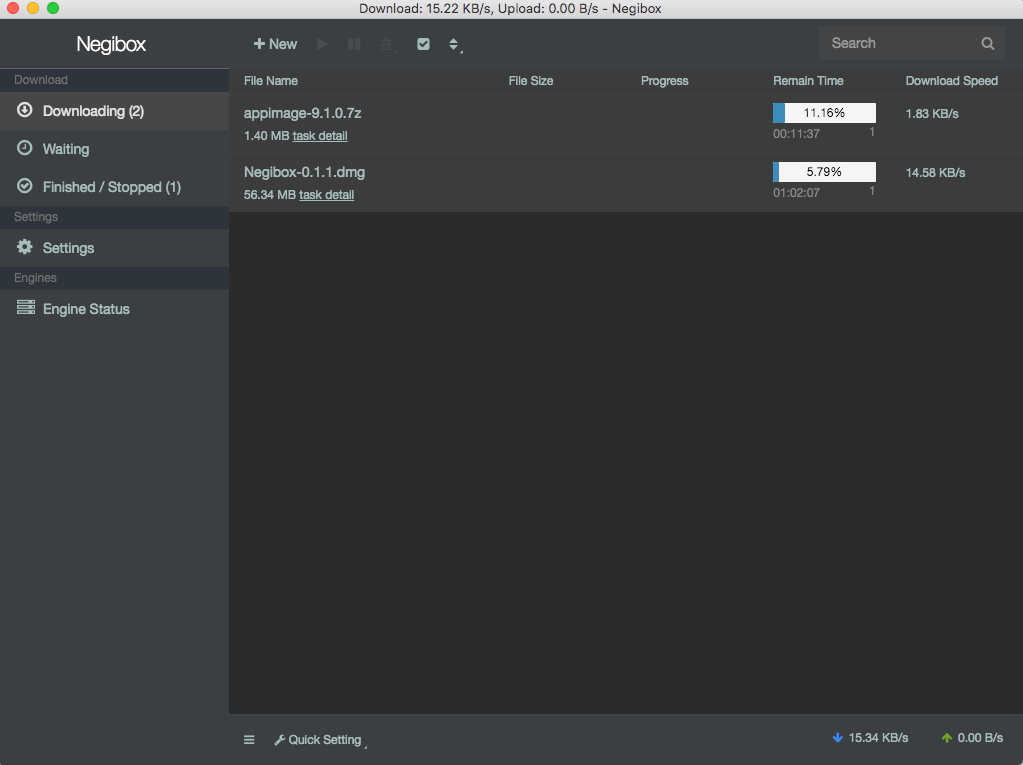 Download: 15.22 KB/s, Upload: 0.00 B/s - Negibox
Negibox
New
Search
Download
Downloading (2)
Waiting
Finished / Stopped (1)
Settings
Settings
Engines
Engine Status
File Name File Size Progress Remain Time Download Speed
appimage-9.1.0.7z 11.16% 1.83 KB/s
1.40 MB task detail 00:11:37 1
Negibox-0.1.1.dmg 5.79% 14.58 KB/s
56.34 MB task detail 01:02:07 1
Quick Setting 15.34 KB/s 0.00 B/s